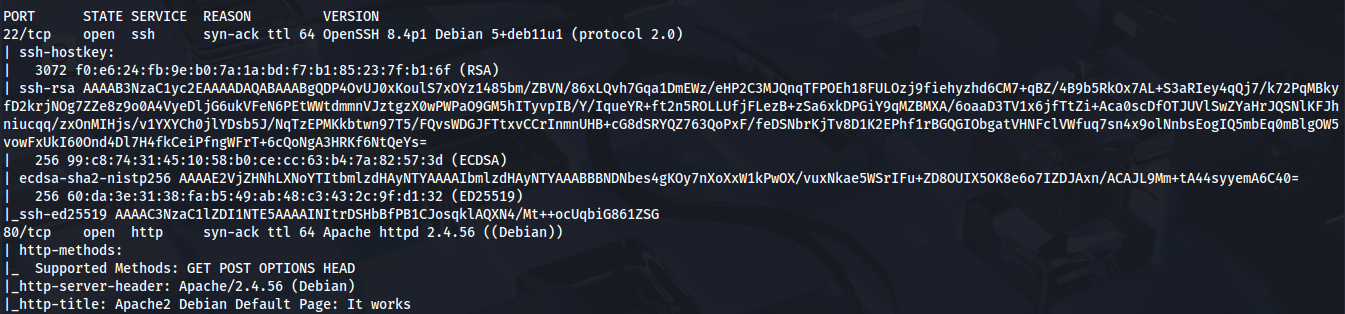 PORT STATE SERVICE REASON VERSION
22/tcp open ssh syn-ack ttl 64 OpenSSH 8.4p1 Debian 5+deb11u1 (protocol 2.0)
| ssh-hostkey:
| 3072 f0:e6:24:fb:9e:b0:7a:1a:bd:f7:b1:85:23:7f:b1:6f (RSA)
| ssh-rsa AAAAB3NzaC1yc2EAAAADAQABAAABgQDP4OvUJ0xKoulS7xOYz1485bm/ZBVN/86xLQvh7Gqa1DmEWz/eHP2C3MJQnqTFPOEh18FULOzj9fiehyzhd6CM7+qBZ/4B9b5RkOx7AL+S3aRIey4qQj7/k72PqMBky
fD2krjNOg7ZZe8z9o0A4VyeDljG6ukVFeN6PEtWWtdmmnVJztgzX0wPWPaO9GM5hITyvpIB/Y/IqueYR+ft2n5ROLLUfjFLezB+zSa6xkDPGiY9qMZBMXA/6oaaD3TV1x6jfTtZi+Aca0scDfOTJUVlSwZYaHrJQSNlKFJh
niucqq/zxOnMIHjs/v1YXYCh0jlYDsb5J/NqTzEPMKkbtwn97T5/FQvsWDGJFTtxvCCrInmnUHB+cG8dSRYQZ763QoPxF/feDSNbrKjTv8D1K2EPhf1rBGQGIObgatVHNFclVWfuq7sn4x9olNnbsEogIQ5mbEq0mBlgOW5
vowFxUkI60Ond4Dl7H4fkCeiPfngWFrT+6cQoNgA3HRKf6NtQeYs=
| 256 99:c8:74:31:45:10:58:b0:ce:cc:63:b4:7a:82:57:3d (ECDSA)
| ecdsa-sha2-nistp256 AAAAE2VjZHNhLXNoYTItbmlzdHAyNTYAAAAIbmlzdHAyNTYAAABBBNDNbes4gKOy7nXoXxW1kPwOX/vuxNkae5WSrIFu+ZD8OUIX5OK8e6o7IZDJAxn/ACAJL9Mm+tA44syyemA6C40=
| 256 60:da:3e:31:38:fa:b5:49:ab:48:c3:43:2c:9f:d1:32 (ED25519)
|_ssh-ed25519 AAAAC3NzaC1lZDI1NTE5AAAAINItrDSHbBfPB1CJosqklAQXN4/Mt++ocUqbiG861ZSG
80/tcp open http syn-ack ttl 64 Apache httpd 2.4.56 ((Debian))
| http-methods:
|_ Supported Methods: GET POST OPTIONS HEAD
|_http-server-header: Apache/2.4.56 (Debian)
|_http-title: Apache2 Debian Default Page: It works